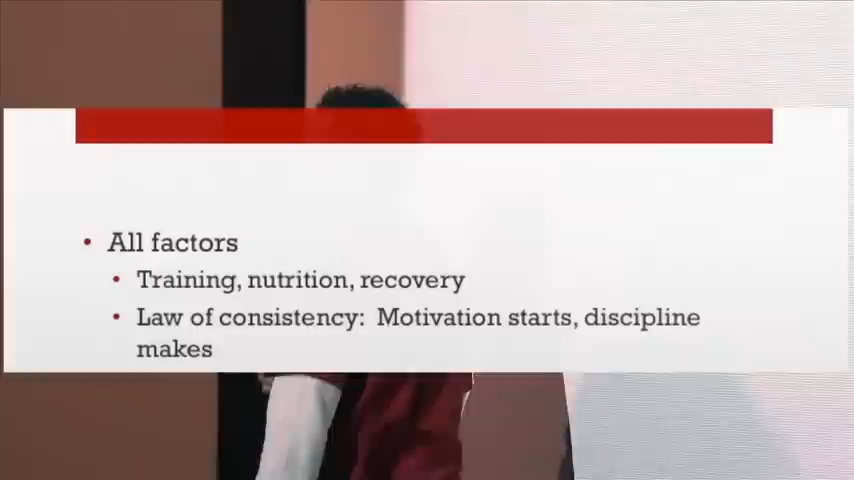 • All factors
• Training, nutrition, recovery
• Law of consistency: Motivation starts, discipline
makes